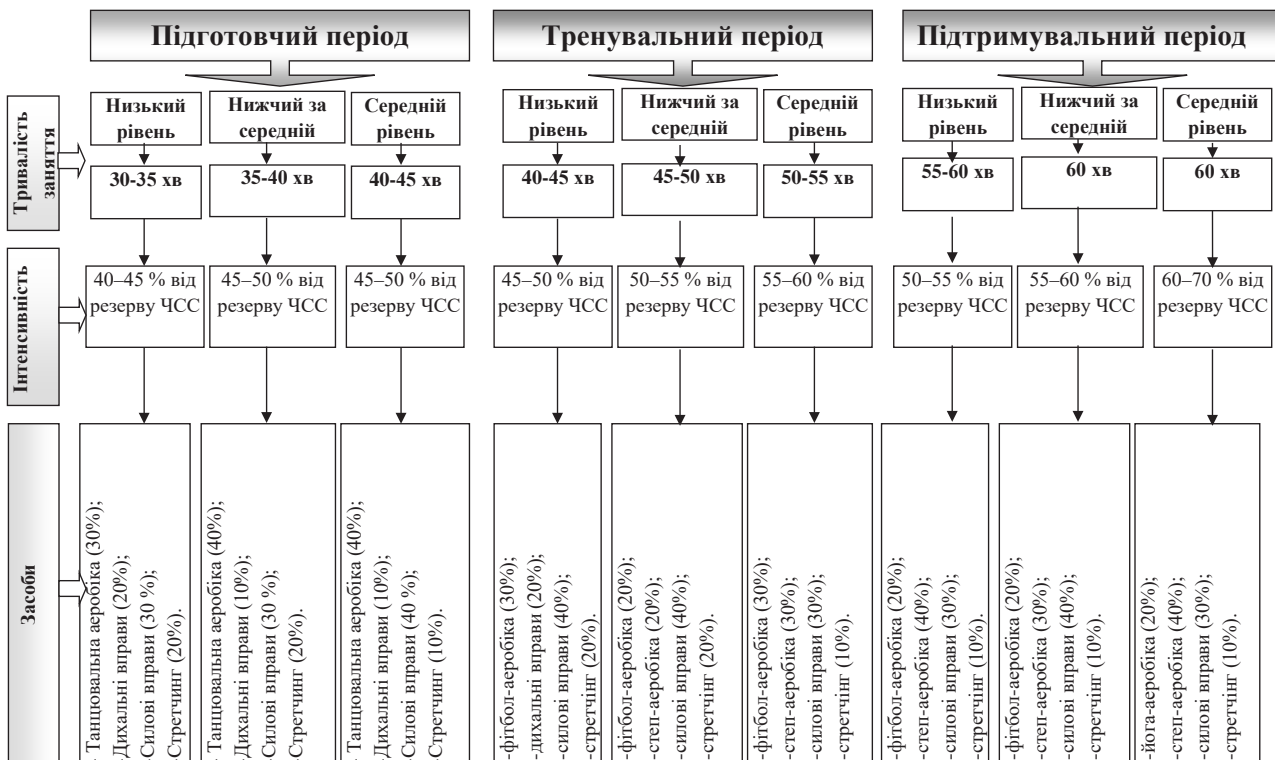 Підготовчий період
Тренувальний період
Підтримувальний період
Тривалість
заняття
Низький
рівень
Нижчий за
середній
Середній
рівень
Низький
рівень
Нижчий за
середній
Середній
рівень
Низький
рівень
Нижчий за
середній
Середній
рівень
30-35 хв
35-40 хв
40-45 хв
40-45 хв
45-50 хв
50-55 хв
55-60 хв
60 хв
60 хв
Інтенсивність
40–45 % від
резерву ЧСС
45–50 % від
резерву ЧСС
45–50 % від
резерву ЧСС
45–50 % від
резерву ЧСС
50–55 % від
резерву ЧСС
55–60 % від
резерву ЧСС
50–55 % від
резерву ЧСС
55–60 % від
резерву ЧСС
60–70 % від
резерву ЧСС
Засоби
- Танцювальна аеробіка (30%);
-Дихальні вправи (20%);
-Силові вправи (30 %);
-Стретчинг (20%).
- Танцювальна аеробіка (40%);
-Дихальні вправи (10%);
-Силові вправи (30 %);
-Стретчинг (20%).
- Танцювальна аеробіка (40%);
-Дихальні вправи (10%);
-Силові вправи (40 %);
-Стретчинг (10%).
-фітбол-аеробіка (30%);
-дихальні вправи (20%);
-силові вправи (40%);
-стретчінг (20%).
-фітбол-аеробіка (20%);
-степ-аеробіка (20%);
-силові вправи (40%);
-стретчінг (20%).
-фітбол-аеробіка (30%);
-степ-аеробіка (30%);
-силові вправи (30%);
-стретчінг (10%).
-фітбол-аеробіка (20%);
-степ-аеробіка (40%);
-силові вправи (30%);
-стретчінг (10%).
-фітбол-аеробіка (20%);
-степ-аеробіка (30%);
-силові вправи (40%);
-стретчінг (10%).
-йога-аеробіка (20%);
-степ-аеробіка (40%);
-силові вправи (30%);
-стретчінг (10%).